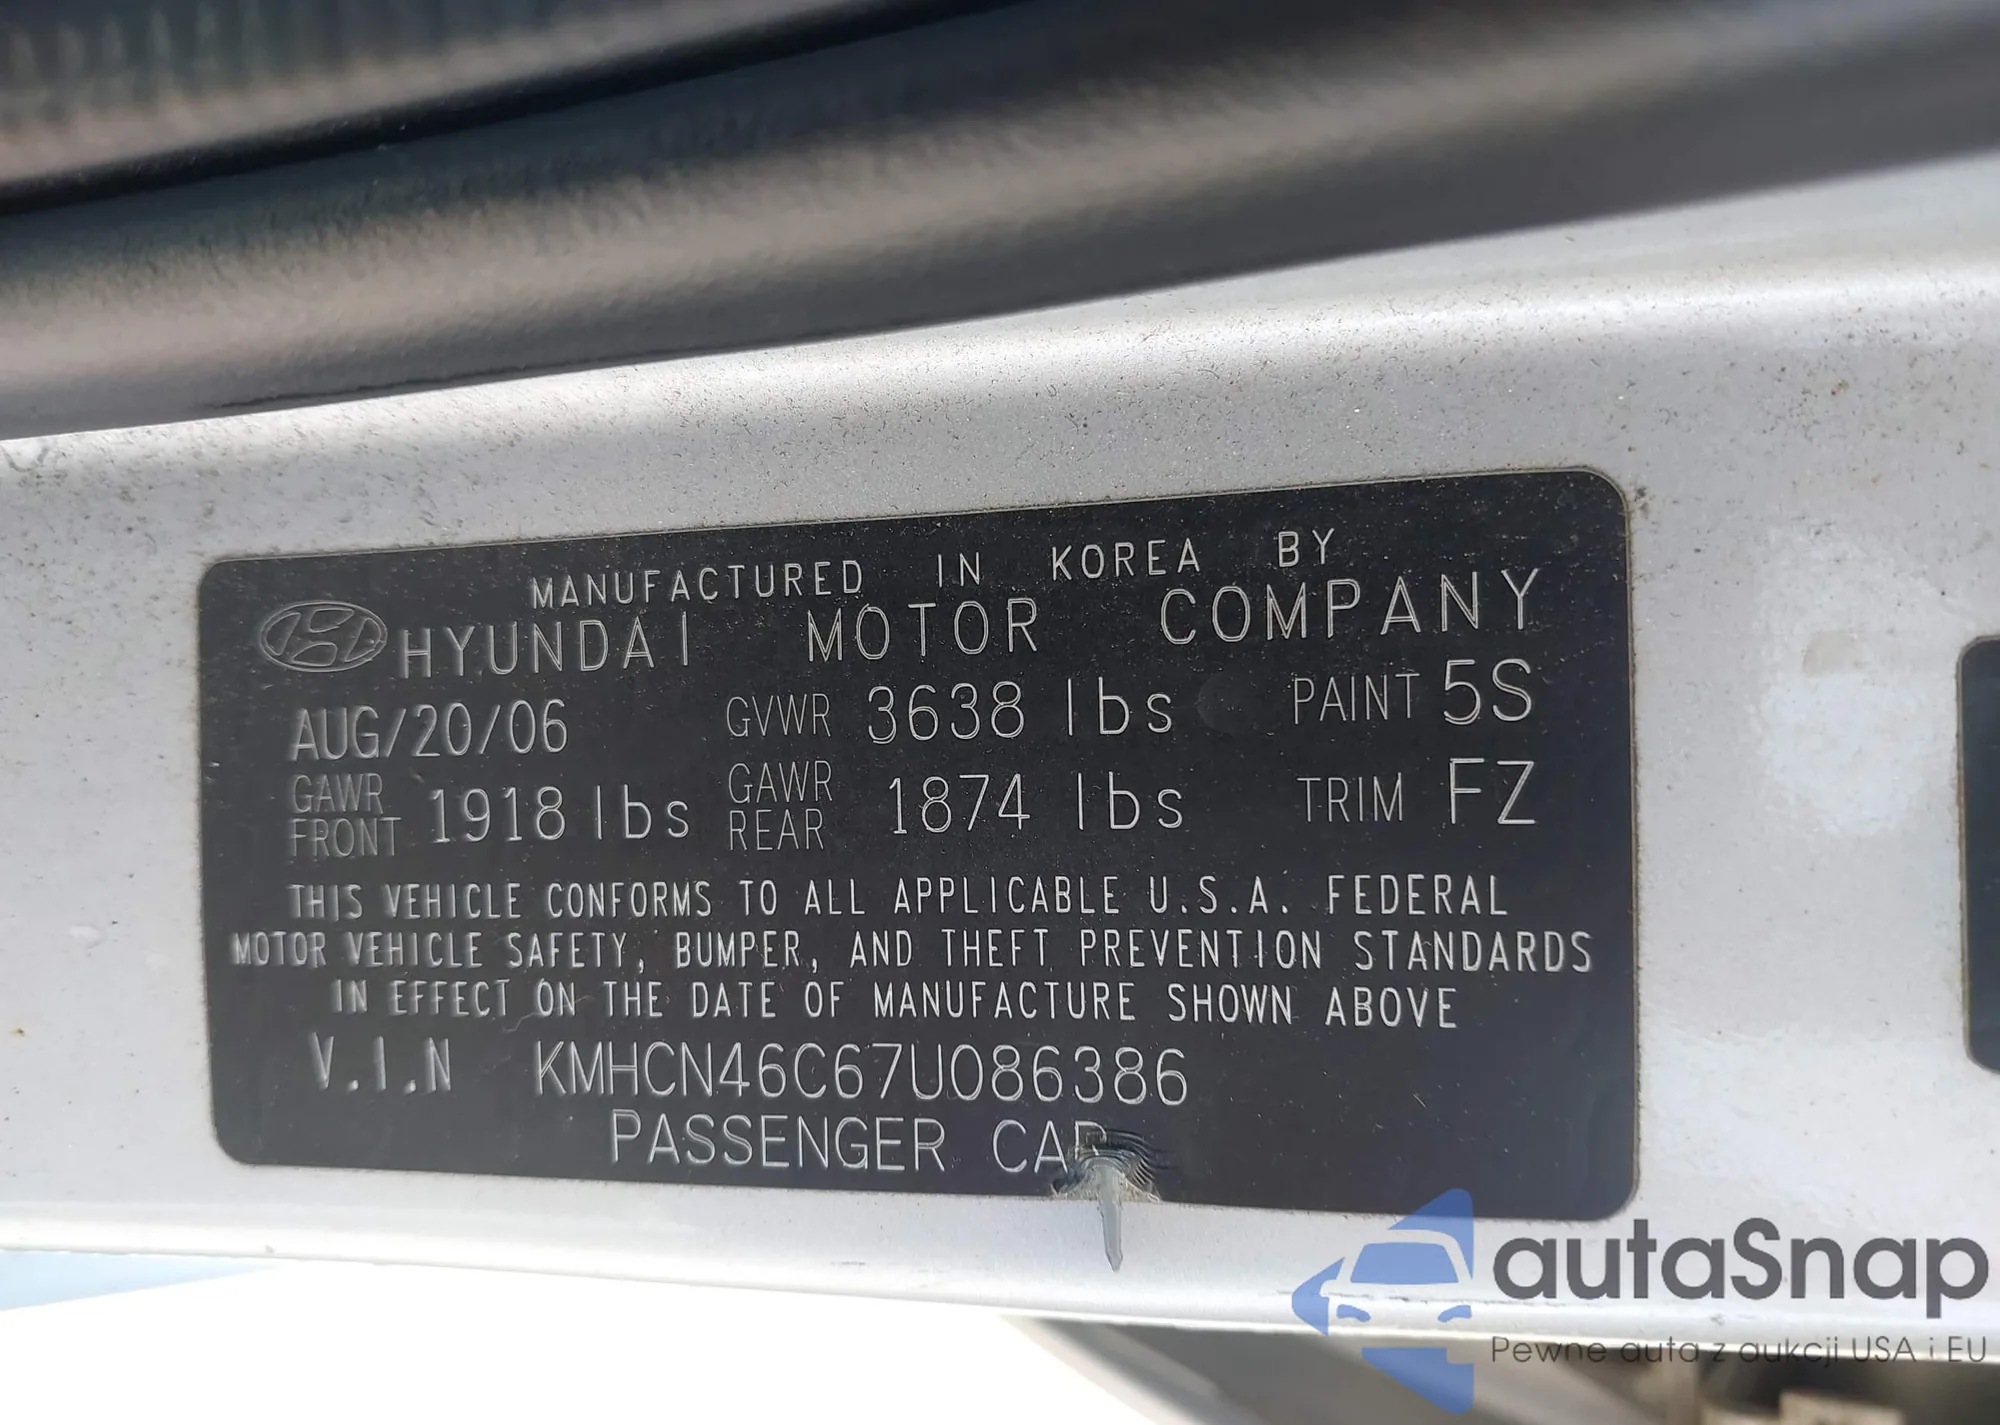 MANUFACTURED IN KOREA BY
HYUNDAI MOTOR COMPANY
AUG/20/06 GVWR 3638 lbs PAINT 5S
GAWR FRONT 1918 lbs GAWR REAR 1874 lbs TRIM FZ
THIS VEHICLE CONFORMS TO ALL APPLICABLE U.S.A. FEDERAL
MOTOR VEHICLE SAFETY, BUMPER, AND THEFT PREVENTION STANDARDS
IN EFFECT ON THE DATE OF MANUFACTURE SHOWN ABOVE
V.I.N KMHCN46C67U086386
PASSENGER CAR
autaSnap
Pewne auta z aukcji USA i EU